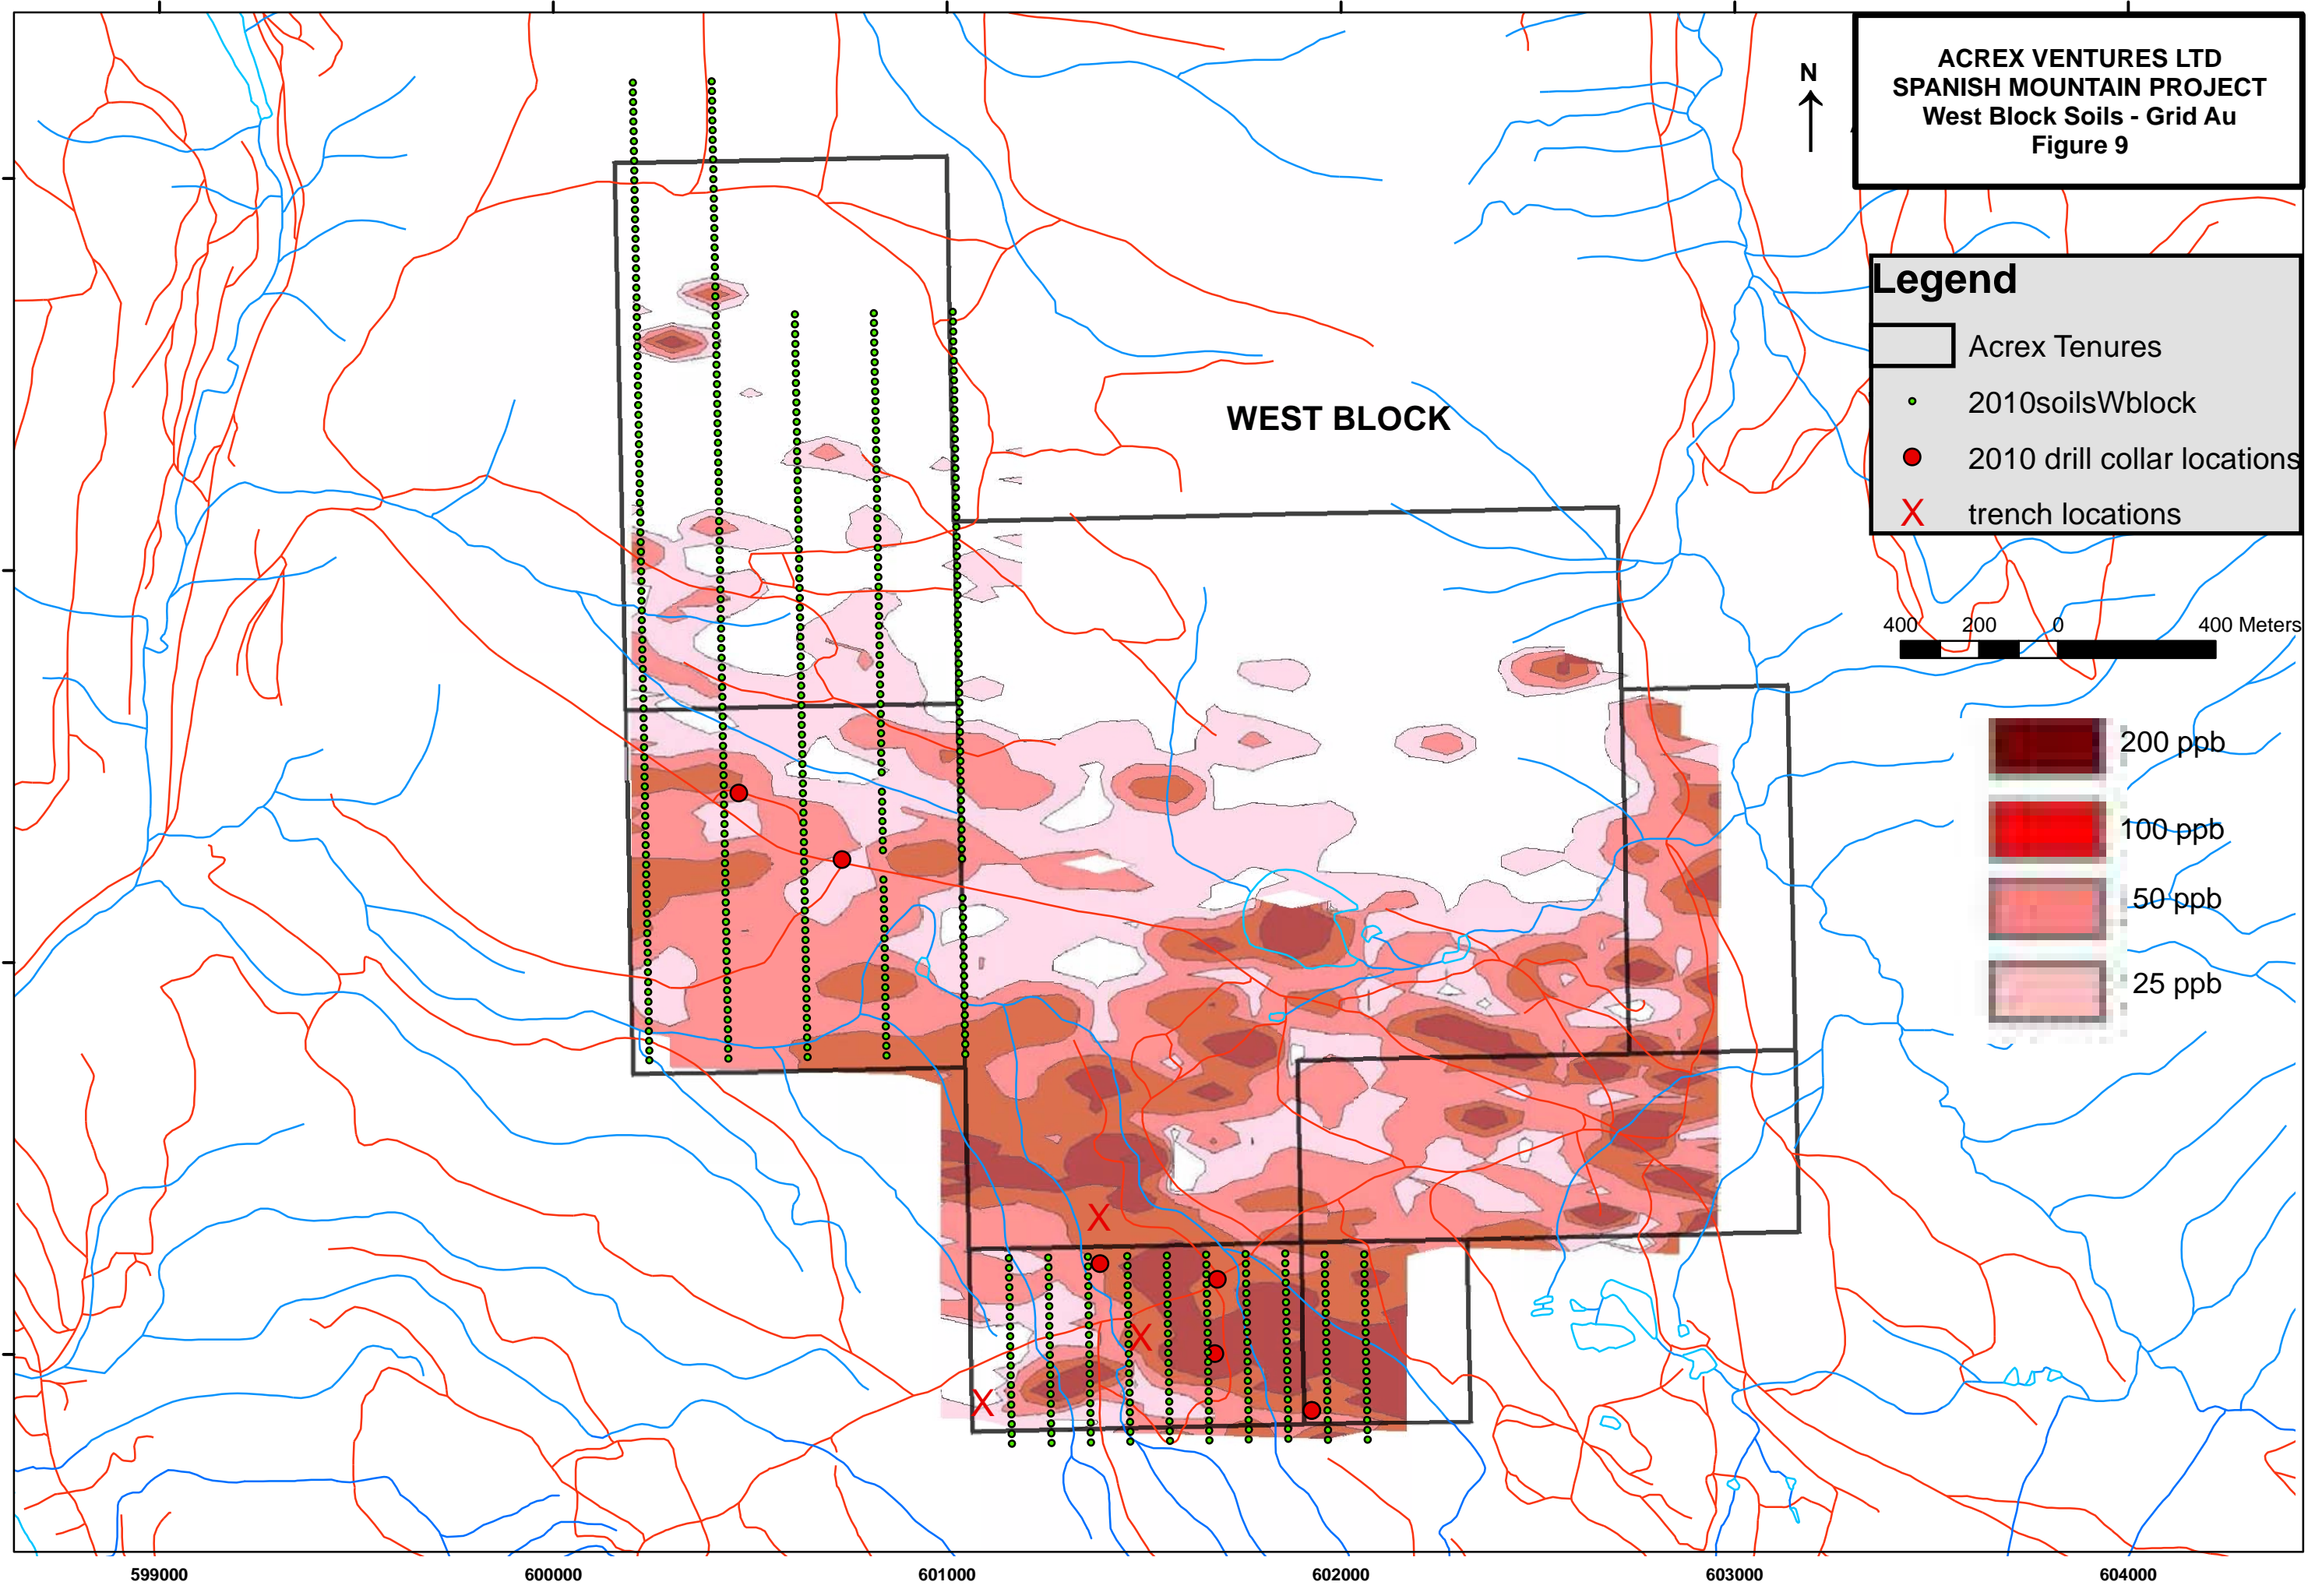 ACREX VENTURES LTD
SPANISH MOUNTAIN PROJECT
West Block Soils - Grid Au
Figure 9
N
Legend
Acrex Tenures
2010soilsWblock
2010 drill collar locations
X trench locations
WEST BLOCK
400 200 0 400 Meters
200 ppb
100 ppb
50 ppb
25 ppb
X
X
X
599000 600000 601000 602000 603000 604000